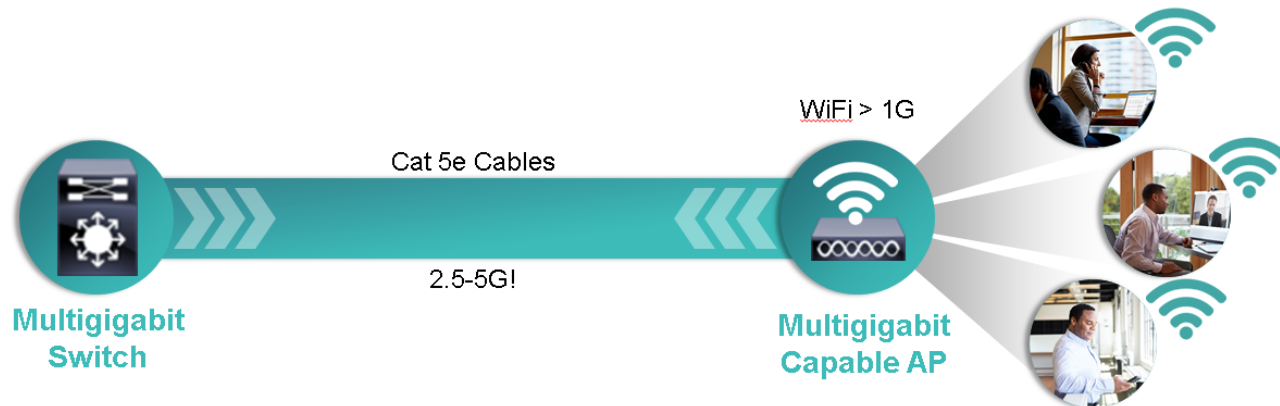 WiFi > 1G
Cat 5e Cables
2.5-5G!
Multigigabit
Switch
Multigigabit
Capable AP